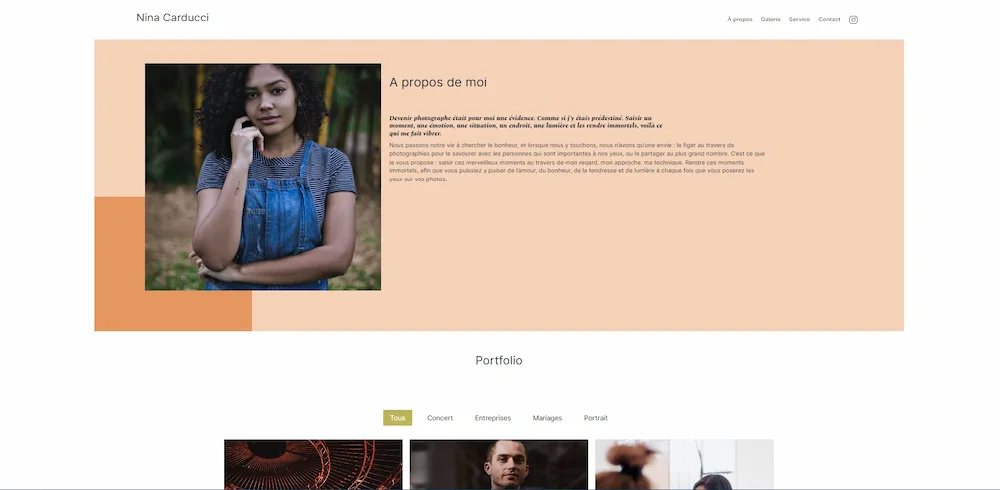 Nina Carducci
À propos Galerie Service Contact
A propos de moi
Devenir photographe était pour moi une évidence. Comme si j'y étais prédestiné. Saisir un
moment, une émotion, une situation, un endroit, une lumière et les rendre immortels, voilà ce
qui me fait vibrer.
Nous passons notre vie à chercher le bonheur, et lorsque nous y touchons, nous n'avons qu'une envie : le figer au travers de
photographies pour le savourer avec les personnes qui sont importantes à nos yeux, ou le partager au plus grand nombre. C'est ce que
je vous propose : saisir ces merveilleux moments au travers de mon regard, mon approche, ma technique. Rendre ces moments
immortels, afin que vous puissiez y puiser de l'amour, du bonheur, de la tendresse et de lumière à chaque fois que vous poserez les
yeux sur vos photos.
Portfolio
Tous Concert Entreprises Mariages Portrait